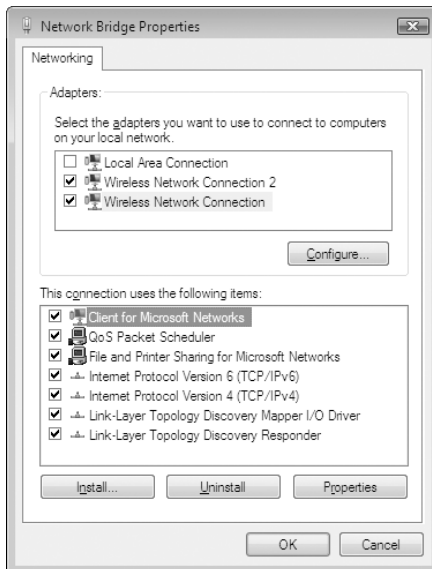 Network Bridge Properties
Networking
Adapters:
Select the adapters you want to use to connect to computers
on your local network.
Local Area Connection
Wireless Network Connection 2
Wireless Network Connection
Configure...
This connection uses the following items:
Client for Microsoft Networks
QoS Packet Scheduler
File and Printer Sharing for Microsoft Networks
Internet Protocol Version 6 (TCP/IPv6)
Internet Protocol Version 4 (TCP/IPv4)
Link-Layer Topology Discovery Mapper I/O Driver
Link-Layer Topology Discovery Responder
Install...
Uninstall
Properties
OK
Cancel